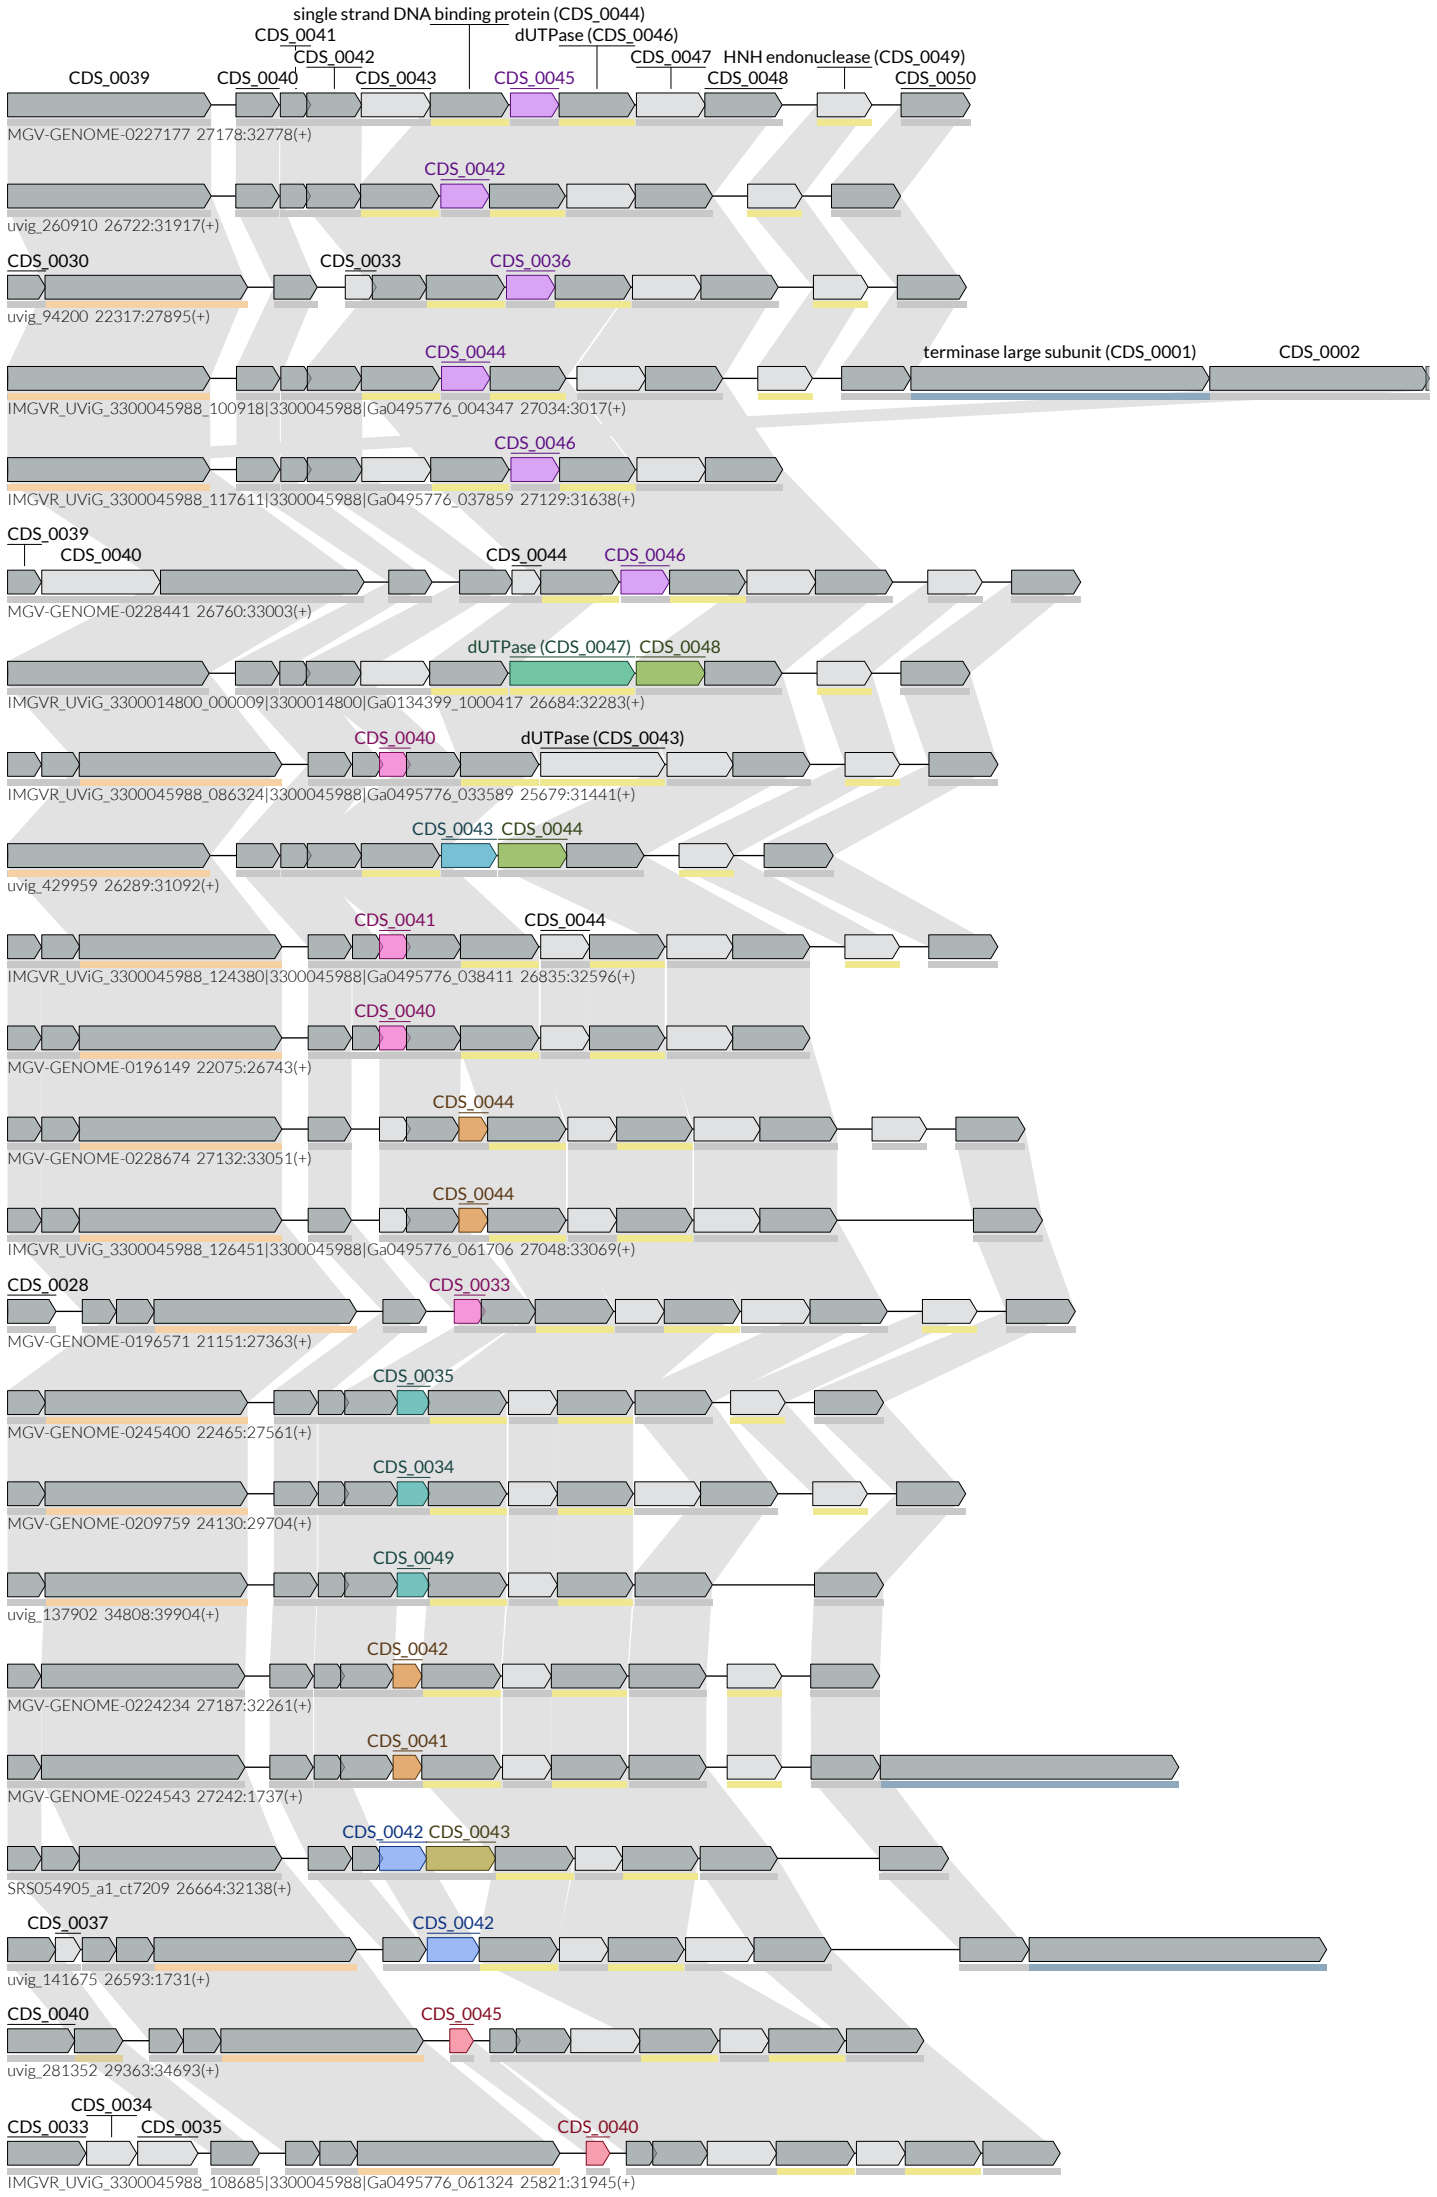 single strand DNA binding protein (CDS_0044)
CDS_0041 dUTPase (CDS_0046)
CDS_0042 CDS_0047 HNH endonuclease (CDS_0049)
CDS_0039 CDS_0040 CDS_0043 CDS_0045 CDS_0048 CDS_0050
MGV-GENOME-0227177 27178:32778(+)
CDS_0042
uvig_260910 26722:31917(+)
CDS_0030 CDS_0033 CDS_0036
uvig_94200 22317:27895(+)
CDS_0044 terminase large subunit (CDS_0001) CDS_0002
IMGVR_UViG_3300045988_100918|3300045988|Ga0495776_004347 27034:3017(+)
CDS_0046
IMGVR_UViG_3300045988_117611|3300045988|Ga0495776_037859 27129:31638(+)
CDS_0039
CDS_0040 CDS_0044 CDS_0046
MGV-GENOME-0228441 26760:33003(+)
dUTPase (CDS_0047) CDS_0048
IMGVR_UViG_3300014800_000009|3300014800|Ga0134399_1000417 26684:32283(+)
CDS_0040 dUTPase (CDS_0043)
IMGVR_UViG_3300045988_086324|3300045988|Ga0495776_033589 25679:31441(+)
CDS_0043 CDS_0044
uvig_429959 26289:31092(+)
CDS_0041 CDS_0044
IMGVR_UViG_3300045988_124380|3300045988|Ga0495776_038411 26835:32596(+)
CDS_0040
MGV-GENOME-0196149 22075:26743(+)
CDS_0044
MGV-GENOME-0228674 27132:33051(+)
CDS_0044
IMGVR_UViG_3300045988_126451|3300045988|Ga0495776_061706 27048:33069(+)
CDS_0028 CDS_0033
MGV-GENOME-0196571 21151:27363(+)
CDS_0035
MGV-GENOME-0245400 22465:27561(+)
CDS_0034
MGV-GENOME-0209759 24130:29704(+)
CDS_0049
uvig_137902 34808:39904(+)
CDS_0042
MGV-GENOME-0224234 27187:32261(+)
CDS_0041
MGV-GENOME-0224543 27242:1737(+)
CDS_0042 CDS_0043
SRS054905_a1_ct7209 26664:32138(+)
CDS_0037 CDS_0042
uvig_141675 26593:1731(+)
CDS_0040 CDS_0045
uvig_281352 29363:34693(+)
CDS_0034
CDS_0033 CDS_0035 CDS_0040
IMGVR_UViG_3300045988_108685|3300045988|Ga0495776_061324 25821:31945(+)